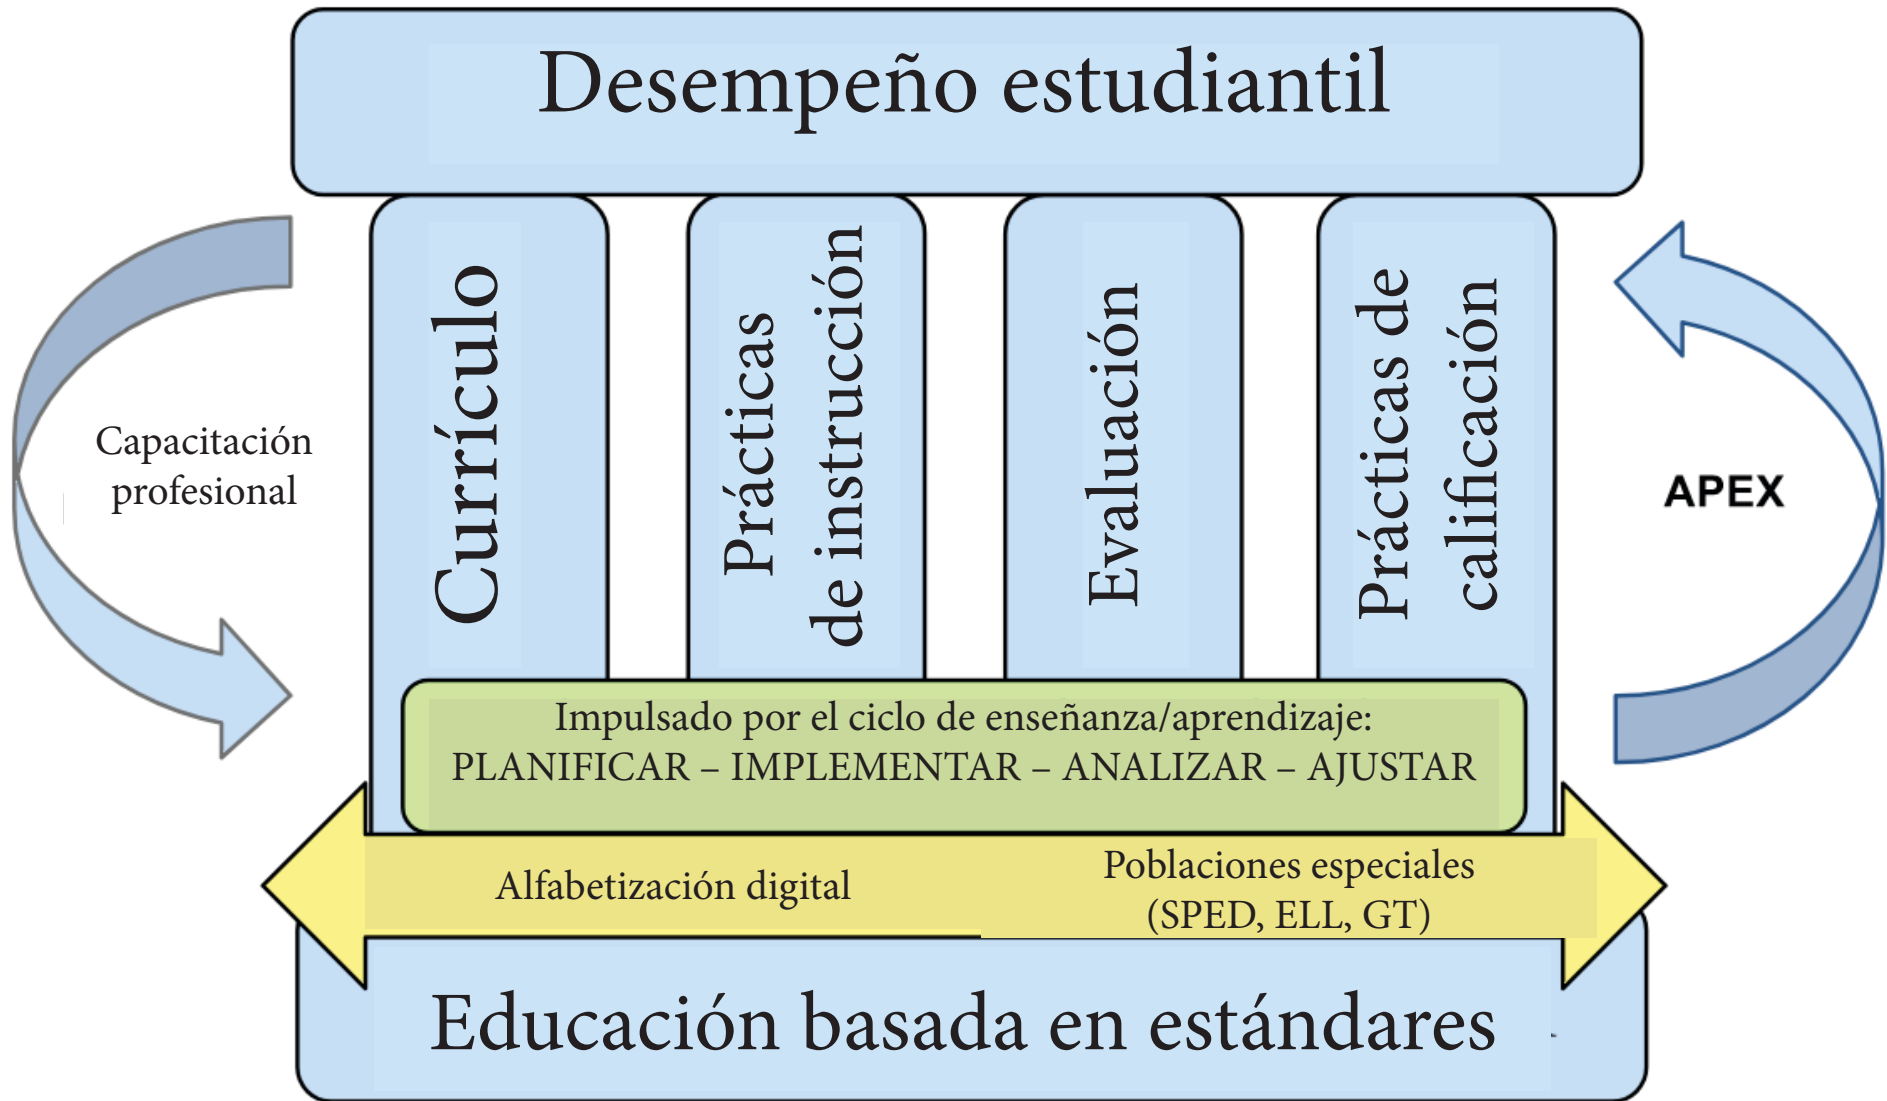 Desempeño estudiantil
Capacitación
profesional
Currículo
Prácticas
de instrucción
Evaluación
Prácticas de
calificación
APEX
Impulsado por el ciclo de enseñanza/aprendizaje:
PLANIFICAR – IMPLEMENTAR – ANALIZAR – AJUSTAR
Alfabetización digital
Poblaciones especiales
(SPED, ELL, GT)
Educación basada en estándares